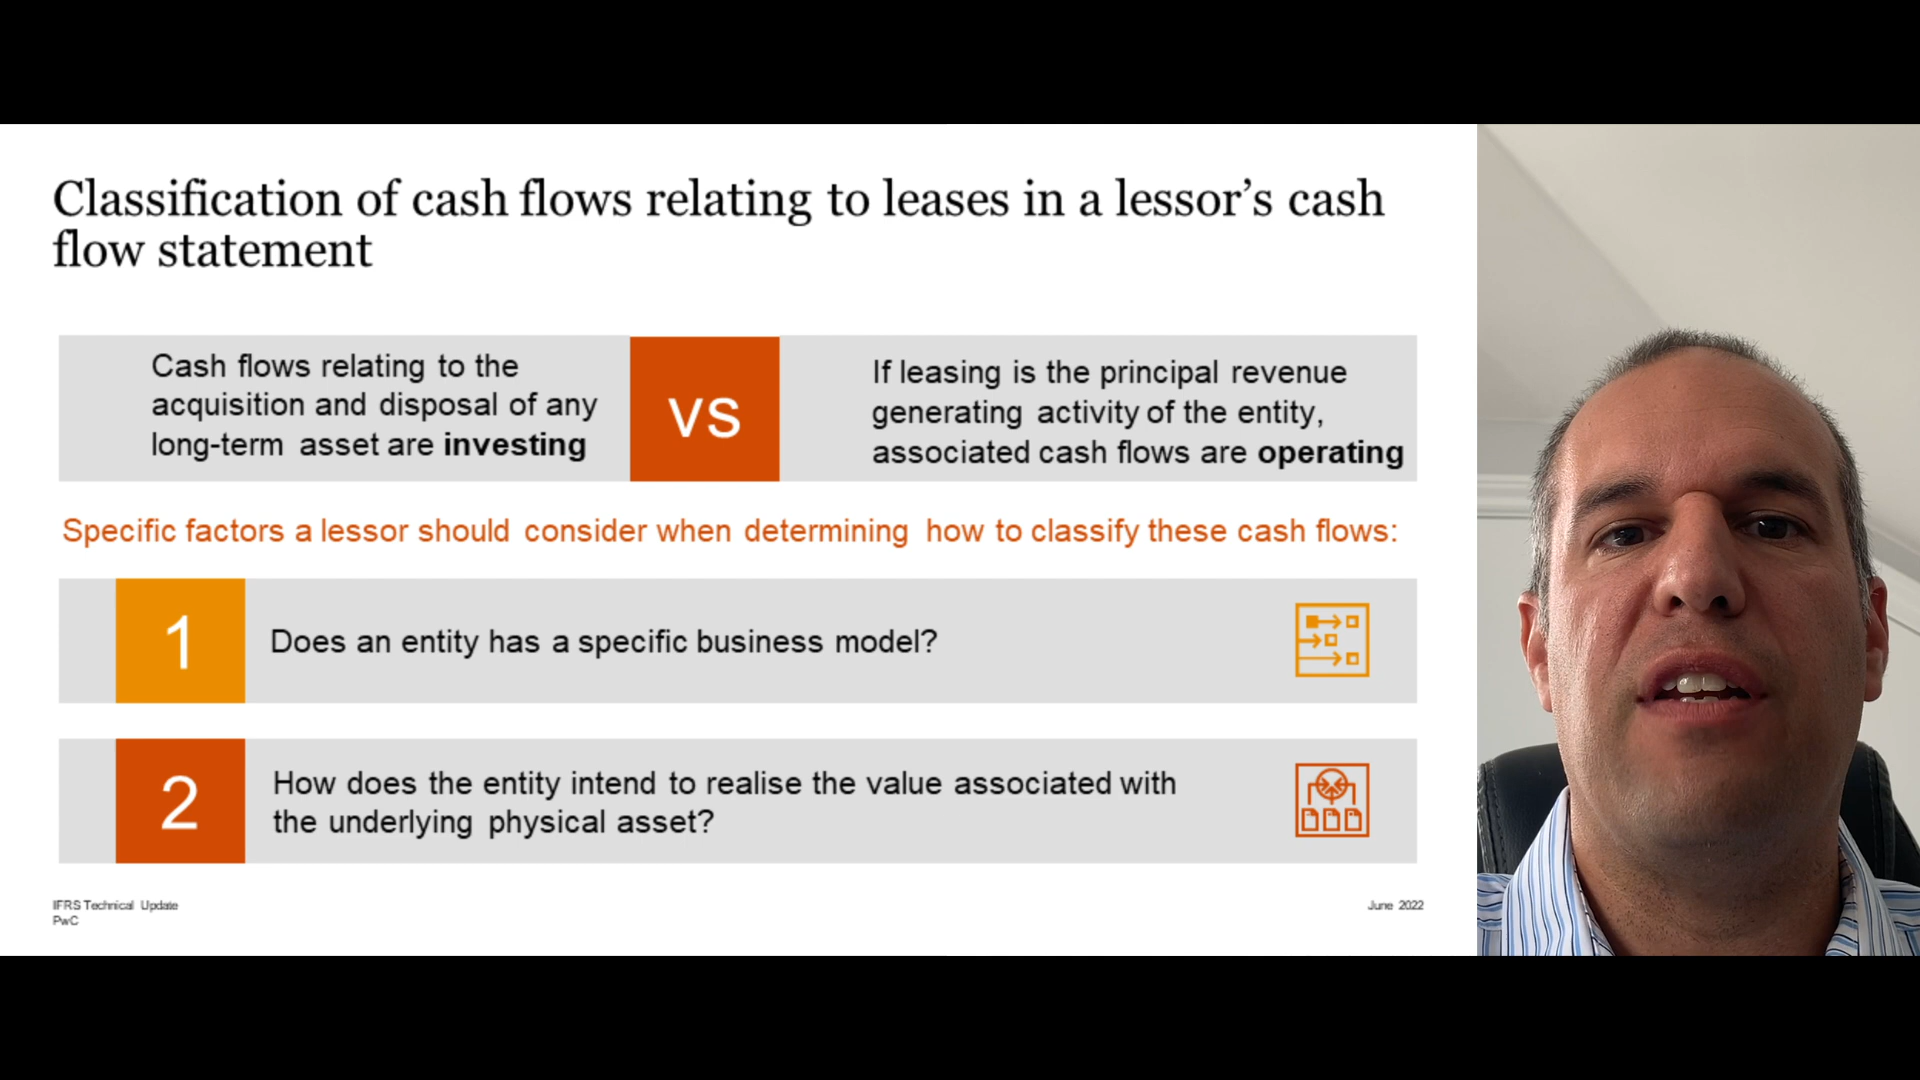 Classification of cash flows relating to leases in a lessor’s cash
flow statement
Cash flows relating to the
acquisition and disposal of any
long-term asset are investing
VS
If leasing is the principal revenue
generating activity of the entity,
associated cash flows are operating
Specific factors a lessor should consider when determining how to classify these cash flows:
1
Does an entity has a specific business model?
2
How does the entity intend to realise the value associated with
the underlying physical asset?
IFRS Technical Update
PwC
June 2022